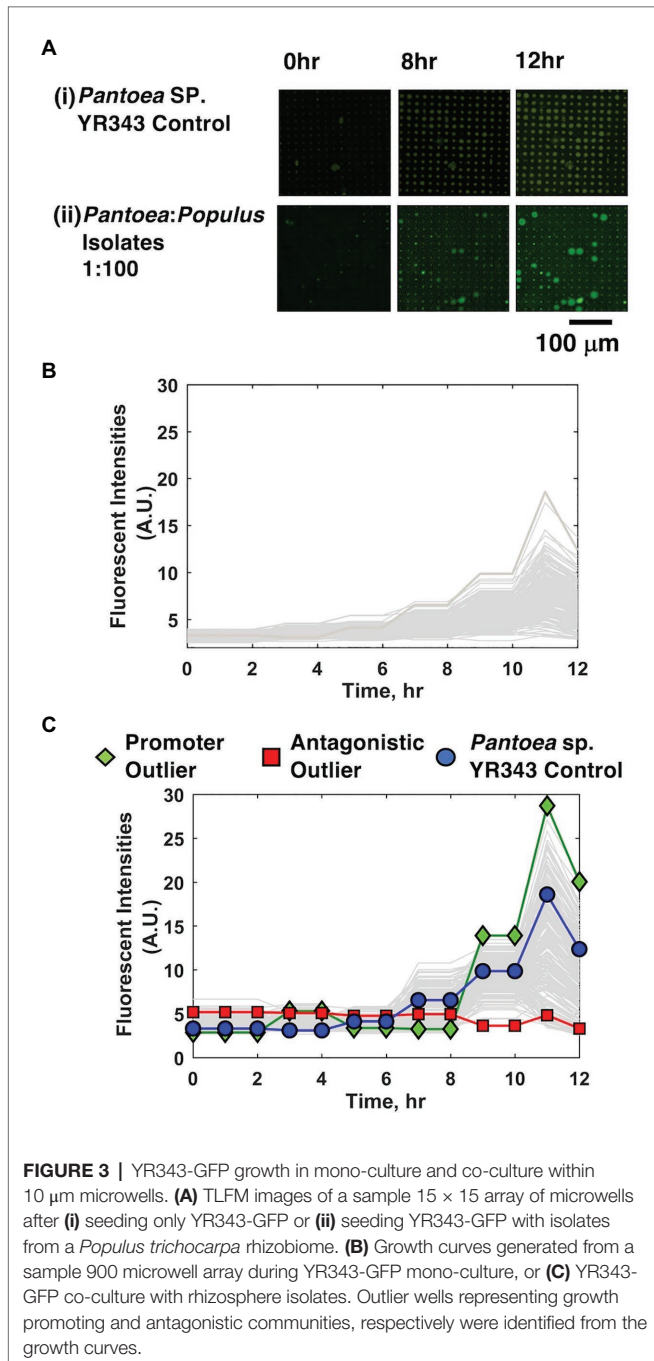 A
0hr 8hr 12hr
(i) Pantoea SP.
YR343 Control
(ii) Pantoea:Populus
Isolates
1:100
100 μm
B
30
25
20
15
10
5
Fluorescent Intensities
(A.U.)
0 2 4 6 8 10 12
Time, hr
C
Promoter
Outlier
Antagonistic
Outlier
Pantoea sp.
YR343 Control
30
25
20
15
10
5
0
Fluorescent Intensities
(A.U.)
0 2 4 6 8 10 12
Time, hr
FIGURE 3 | YR343-GFP growth in mono-culture and co-culture within
10 μm microwells. (A) TLFM images of a sample 15 × 15 array of microwells
after (i) seeding only YR343-GFP or (ii) seeding YR343-GFP with isolates
from a Populus trichocarpa rhizobiome. (B) Growth curves generated from a
sample 900 microwell array during YR343-GFP mono-culture, or (C) YR343-
GFP co-culture with rhizosphere isolates. Outlier wells representing growth
promoting and antagonistic communities, respectively were identified from the
growth curves.